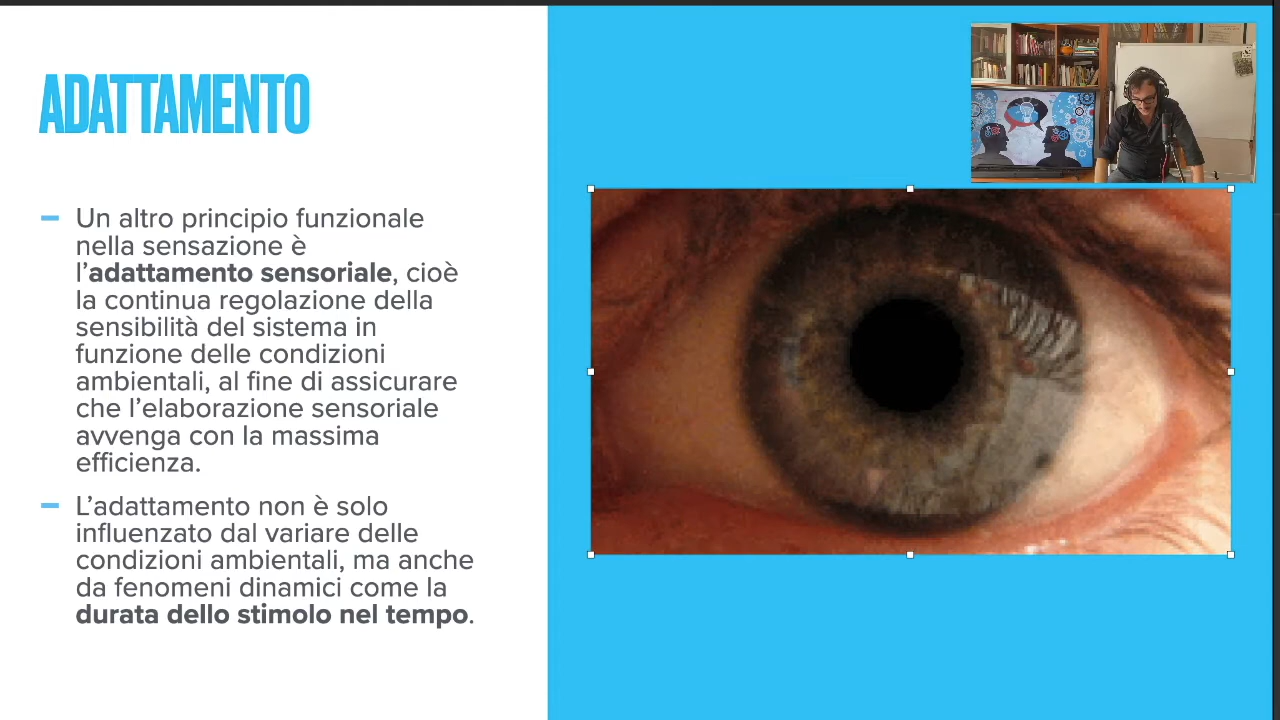 ADATTAMENTO
– Un altro principio funzionale
nella sensazione è
l’adattamento sensoriale, cioè
la continua regolazione della
sensibilità del sistema in
funzione delle condizioni
ambientali, al fine di assicurare
che l’elaborazione sensoriale
avvenga con la massima
efficienza.
– L’adattamento non è solo
influenzato dal variare delle
condizioni ambientali, ma anche
da fenomeni dinamici come la
durata dello stimolo nel tempo.